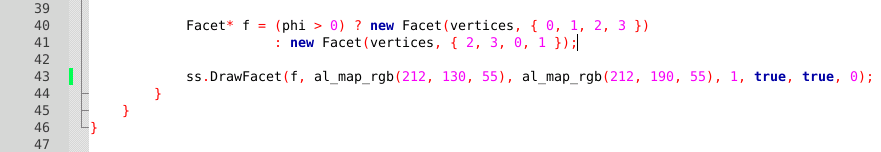 39
40 Facet* f = (phi > 0) ? new Facet(vertices, { 0, 1, 2, 3 })
41 : new Facet(vertices, { 2, 3, 0, 1 });
42
43 ss.DrawFacet(f, al_map_rgb(212, 130, 55), al_map_rgb(212, 190, 55), 1, true, true, 0);
44 }
45 }
46 }
47